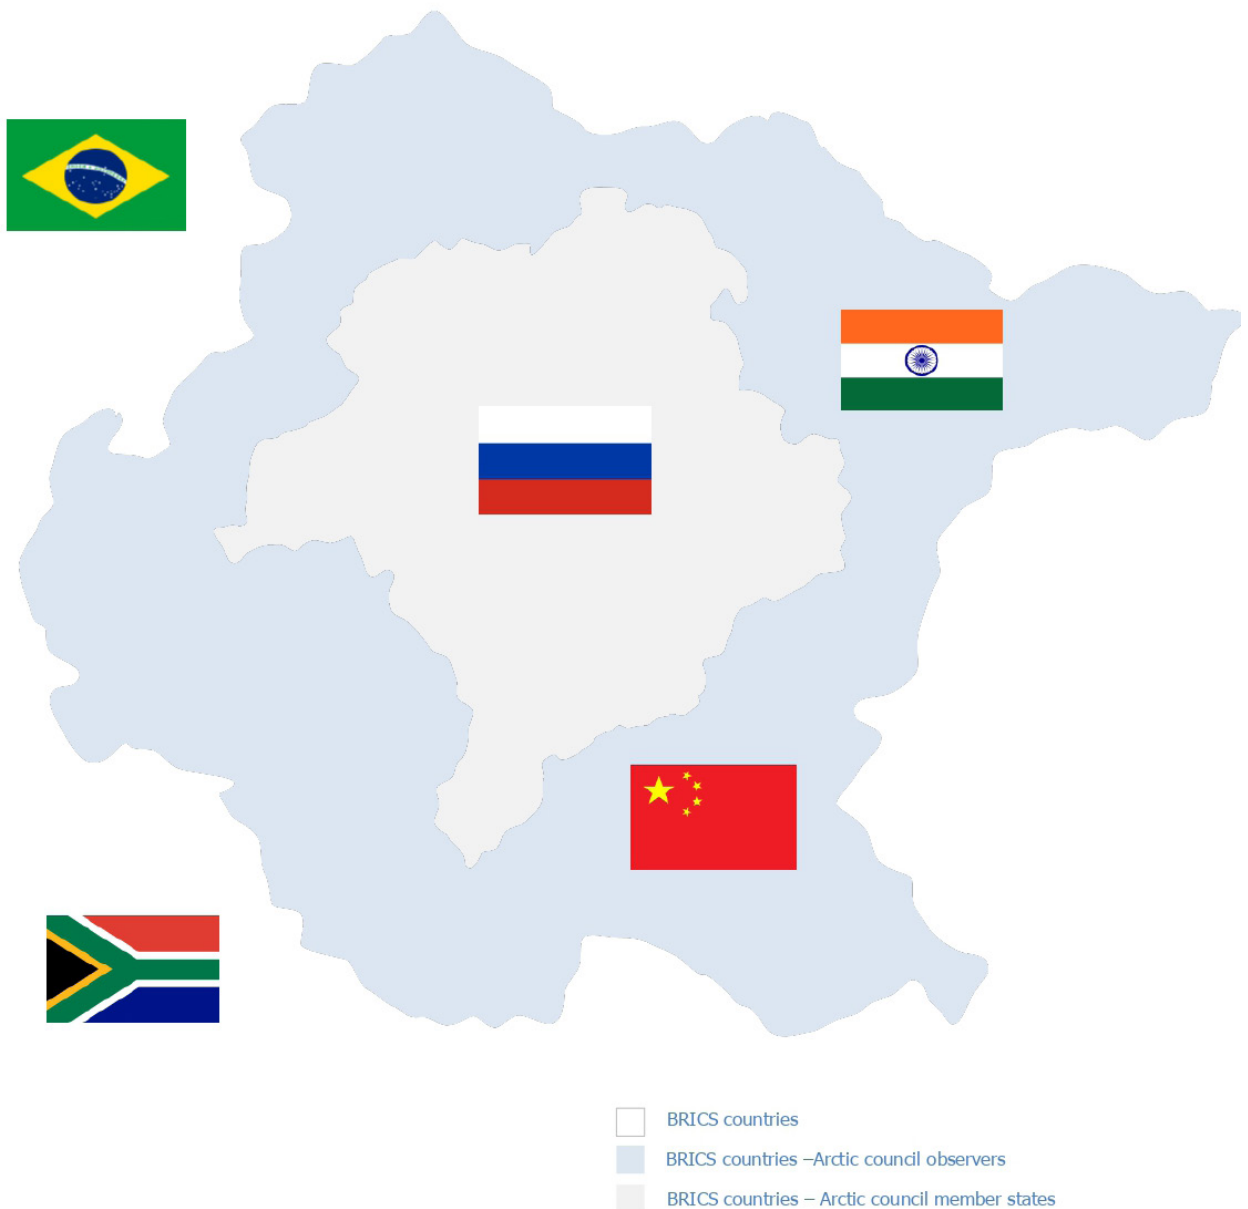 BRICS countries
BRICS countries –Arctic council observers
BRICS countries – Arctic council member states